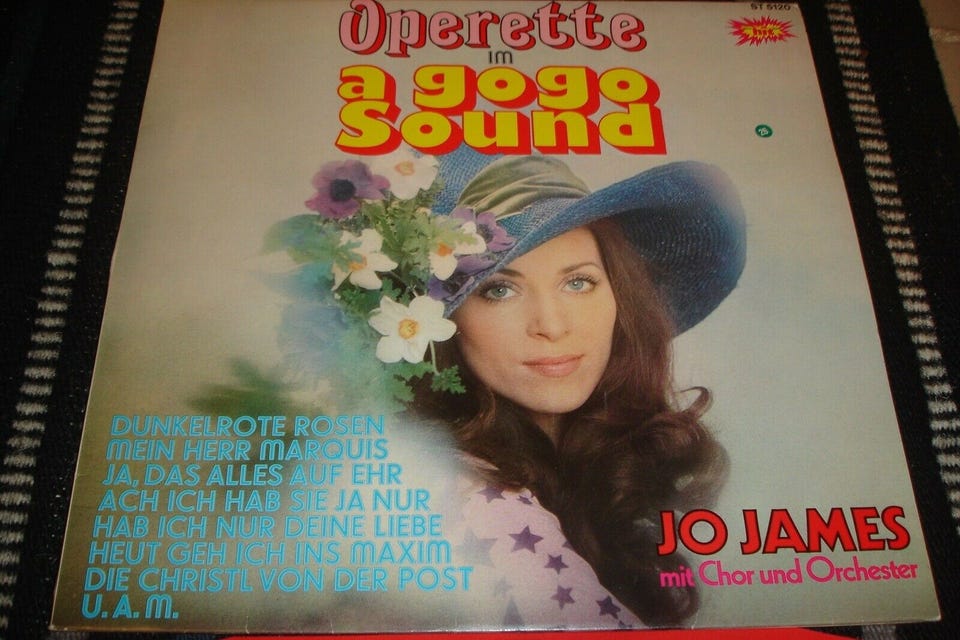 ST 5120
hit
Operette
im
a gogo
Sound
25
DUNKELROTE ROSEN
MEIN HERR MARQUIS
JA, DAS ALLES AUF EHR
ACH ICH HAB SIE JA NUR
HAB ICH NUR DEINE LIEBE
HEUT GEH ICH INS MAXIM
DIE CHRISTL VON DER POST
U. A. M.
JO JAMES
mit Chor und Orchester